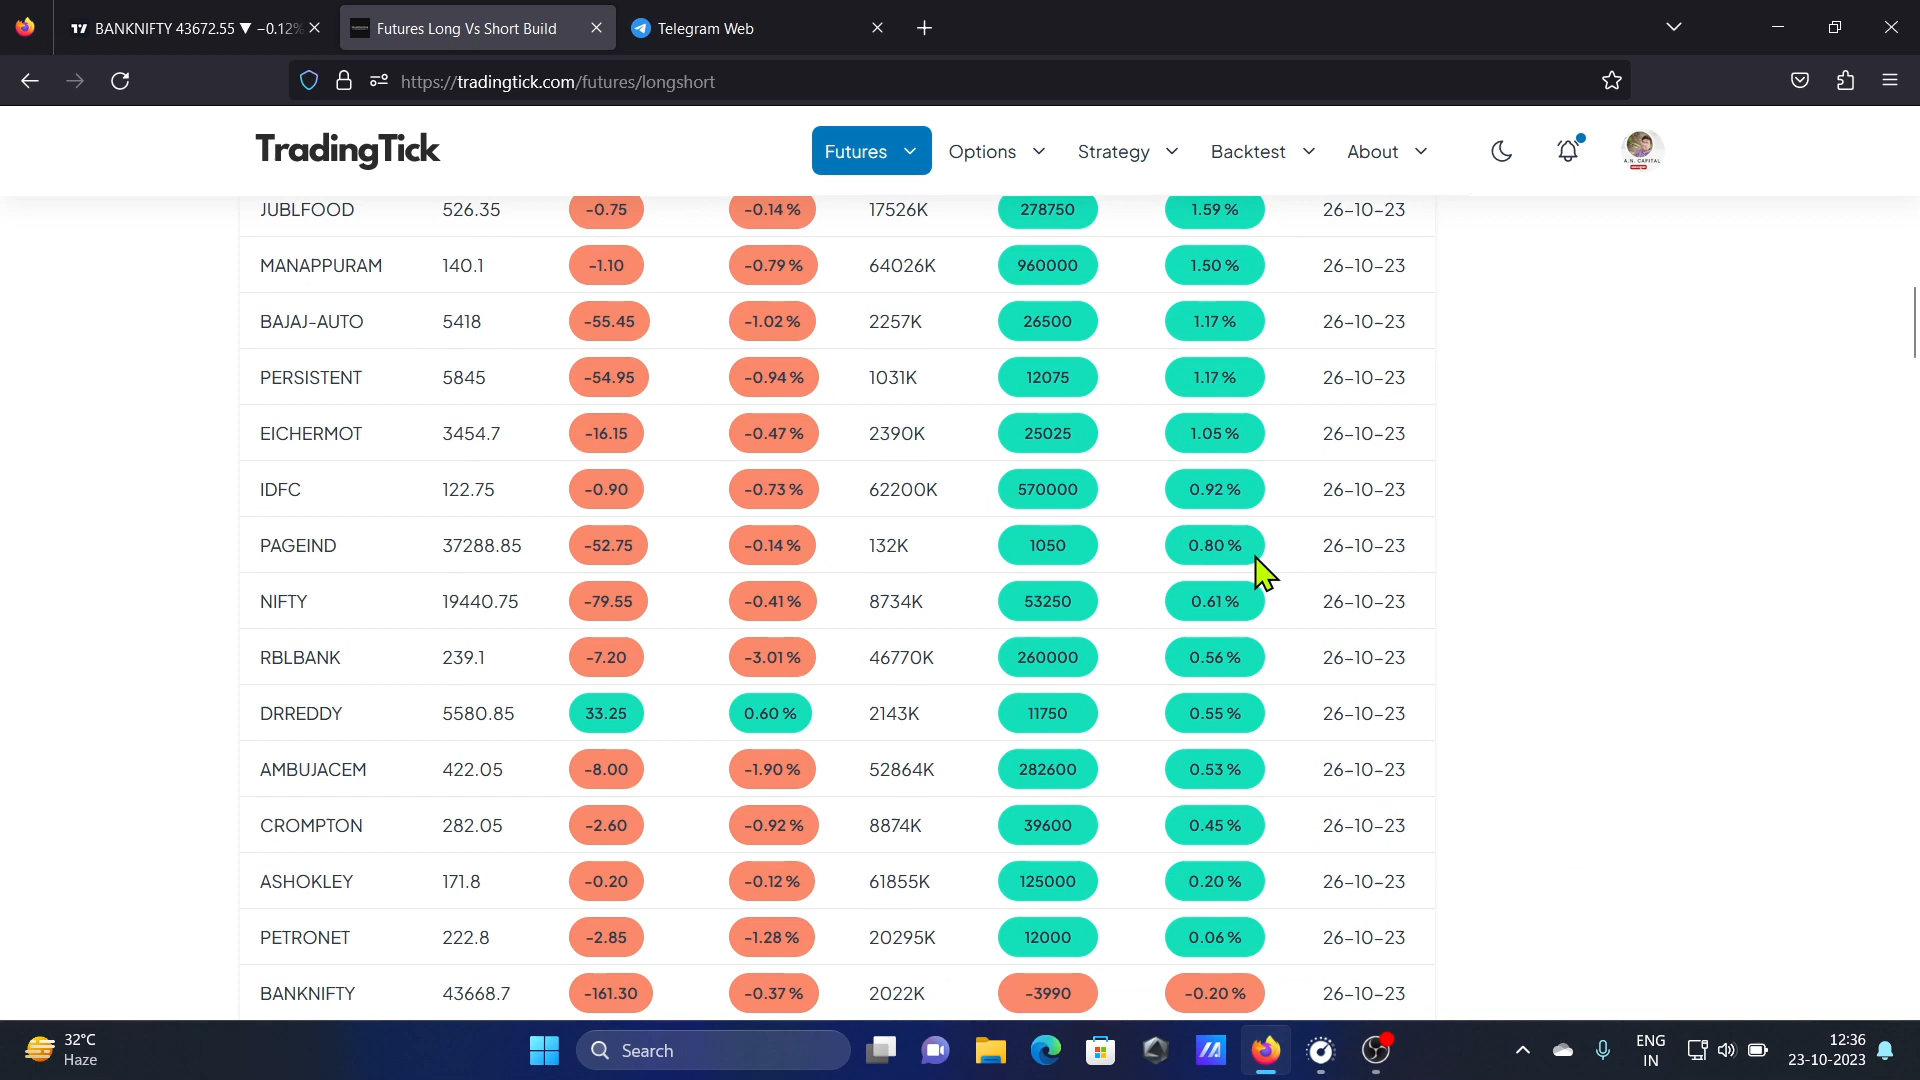 BANKNIFTY 43672.55 ▼ −0.12%
Futures Long Vs Short Build
Telegram Web
https://tradingtick.com/futures/longshort
TradingTick
Futures
Options
Strategy
Backtest
About
A.N. CAPITAL
JUBLFOOD 526.35 -0.75 -0.14 % 17526K 278750 1.59 % 26-10-23
MANAPPURAM 140.1 -1.10 -0.79 % 64026K 960000 1.50 % 26-10-23
BAJAJ-AUTO 5418 -55.45 -1.02 % 2257K 26500 1.17 % 26-10-23
PERSISTENT 5845 -54.95 -0.94 % 1031K 12075 1.17 % 26-10-23
EICHERMOT 3454.7 -16.15 -0.47 % 2390K 25025 1.05 % 26-10-23
IDFC 122.75 -0.90 -0.73 % 62200K 570000 0.92 % 26-10-23
PAGEIND 37288.85 -52.75 -0.14 % 132K 1050 0.80 % 26-10-23
NIFTY 19440.75 -79.55 -0.41 % 8734K 53250 0.61 % 26-10-23
RBLBANK 239.1 -7.20 -3.01 % 46770K 260000 0.56 % 26-10-23
DRREDDY 5580.85 33.25 0.60 % 2143K 11750 0.55 % 26-10-23
AMBUJACEM 422.05 -8.00 -1.90 % 52864K 282600 0.53 % 26-10-23
CROMPTON 282.05 -2.60 -0.92 % 8874K 39600 0.45 % 26-10-23
ASHOKLEY 171.8 -0.20 -0.12 % 61855K 125000 0.20 % 26-10-23
PETRONET 222.8 -2.85 -1.28 % 20295K 12000 0.06 % 26-10-23
BANKNIFTY 43668.7 -161.30 -0.37 % 2022K -3990 -0.20 % 26-10-23
32°C
Haze
Search
ENG
IN
12:36
23-10-2023